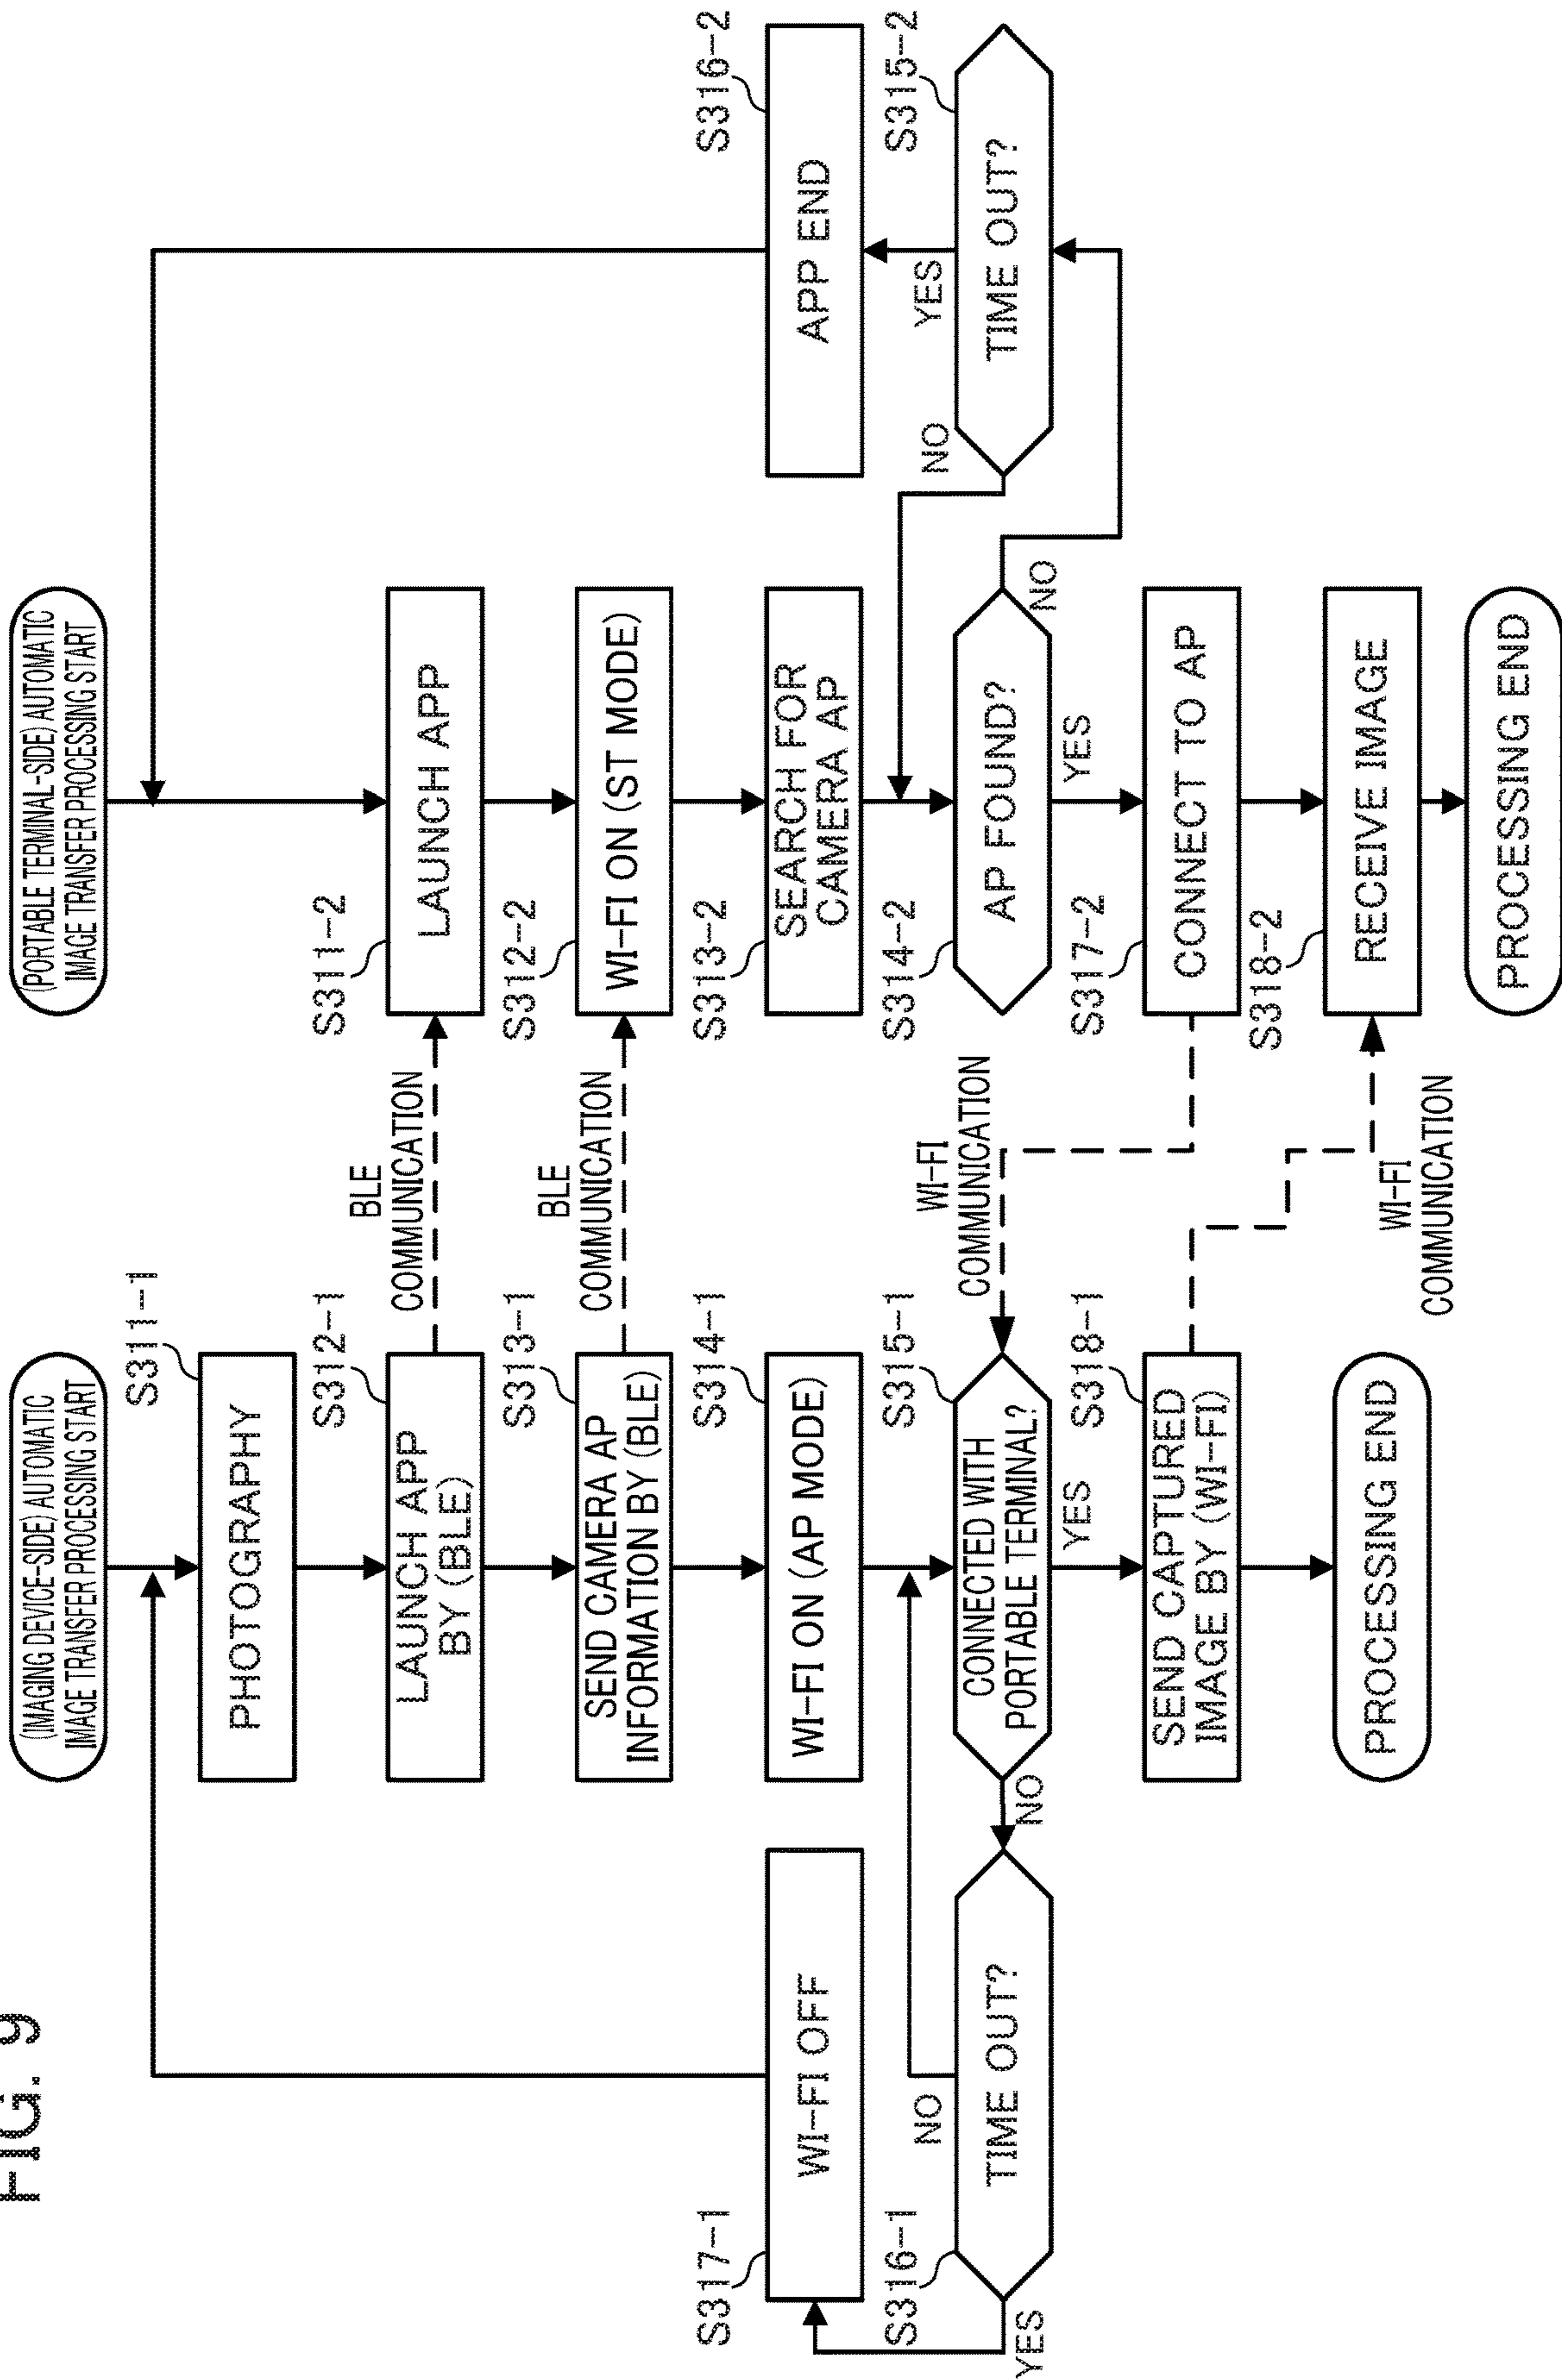 FIG. 9
(IMAGING DEVICE-SIDE) AUTOMATIC
IMAGE TRANSFER PROCESSING START
S311-1
PHOTOGRAPHY
S312-1
LAUNCH APP
BY (BLE)
BLE
COMMUNICATION
S313-1
SEND CAMERA AP
INFORMATION BY (BLE)
BLE
COMMUNICATION
S314-1
WI-FI ON (AP MODE)
S315-1
CONNECTED WITH
PORTABLE TERMINAL?
NO
YES
WI-FI
COMMUNICATION
S316-1
TIME OUT?
NO
YES
S317-1
WI-FI OFF
S318-1
SEND CAPTURED
IMAGE BY (WI-FI)
WI-FI
COMMUNICATION
PROCESSING END
(PORTABLE TERMINAL-SIDE) AUTOMATIC
IMAGE TRANSFER PROCESSING START
S311-2
LAUNCH APP
S312-2
WI-FI ON (ST MODE)
S313-2
SEARCH FOR
CAMERA AP
S314-2
AP FOUND?
NO
YES
S315-2
TIME OUT?
NO
YES
S316-2
APP END
S317-2
CONNECT TO AP
S318-2
RECEIVE IMAGE
PROCESSING END